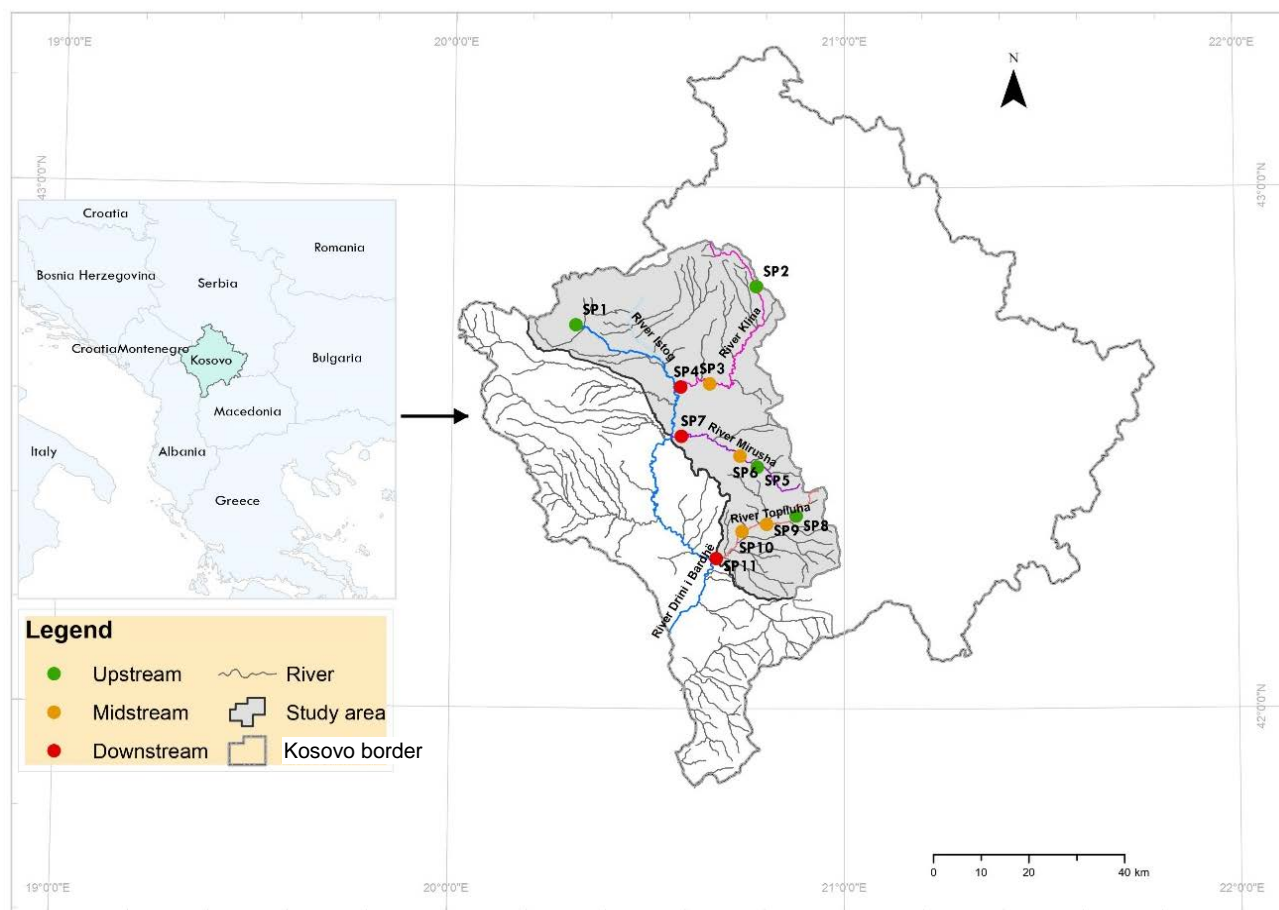 19°0'0"E
20°0'0"E
21°0'0"E
22°0'0"E
N
43°0'0"N
43°0'0"N
Croatia
Romania
Bosnia Herzegovina
Serbia
CroatiaMontenegro
Kosovo
Bulgaria
Macedonia
Italy
Albania
Greece
SP2
SP1
River Istog
River Klina
SP4
SP3
SP7
River Mirusha
SP6
SP5
River Toplluha
SP8
SP9
SP10
SP11
River Drini i Bardhë
Legend
Upstream
River
Midstream
Study area
Downstream
Kosovo border
42°0'0"N
0 10 20 40 km
19°0'0"E
20°0'0"E
21°0'0"E
22°0'0"E